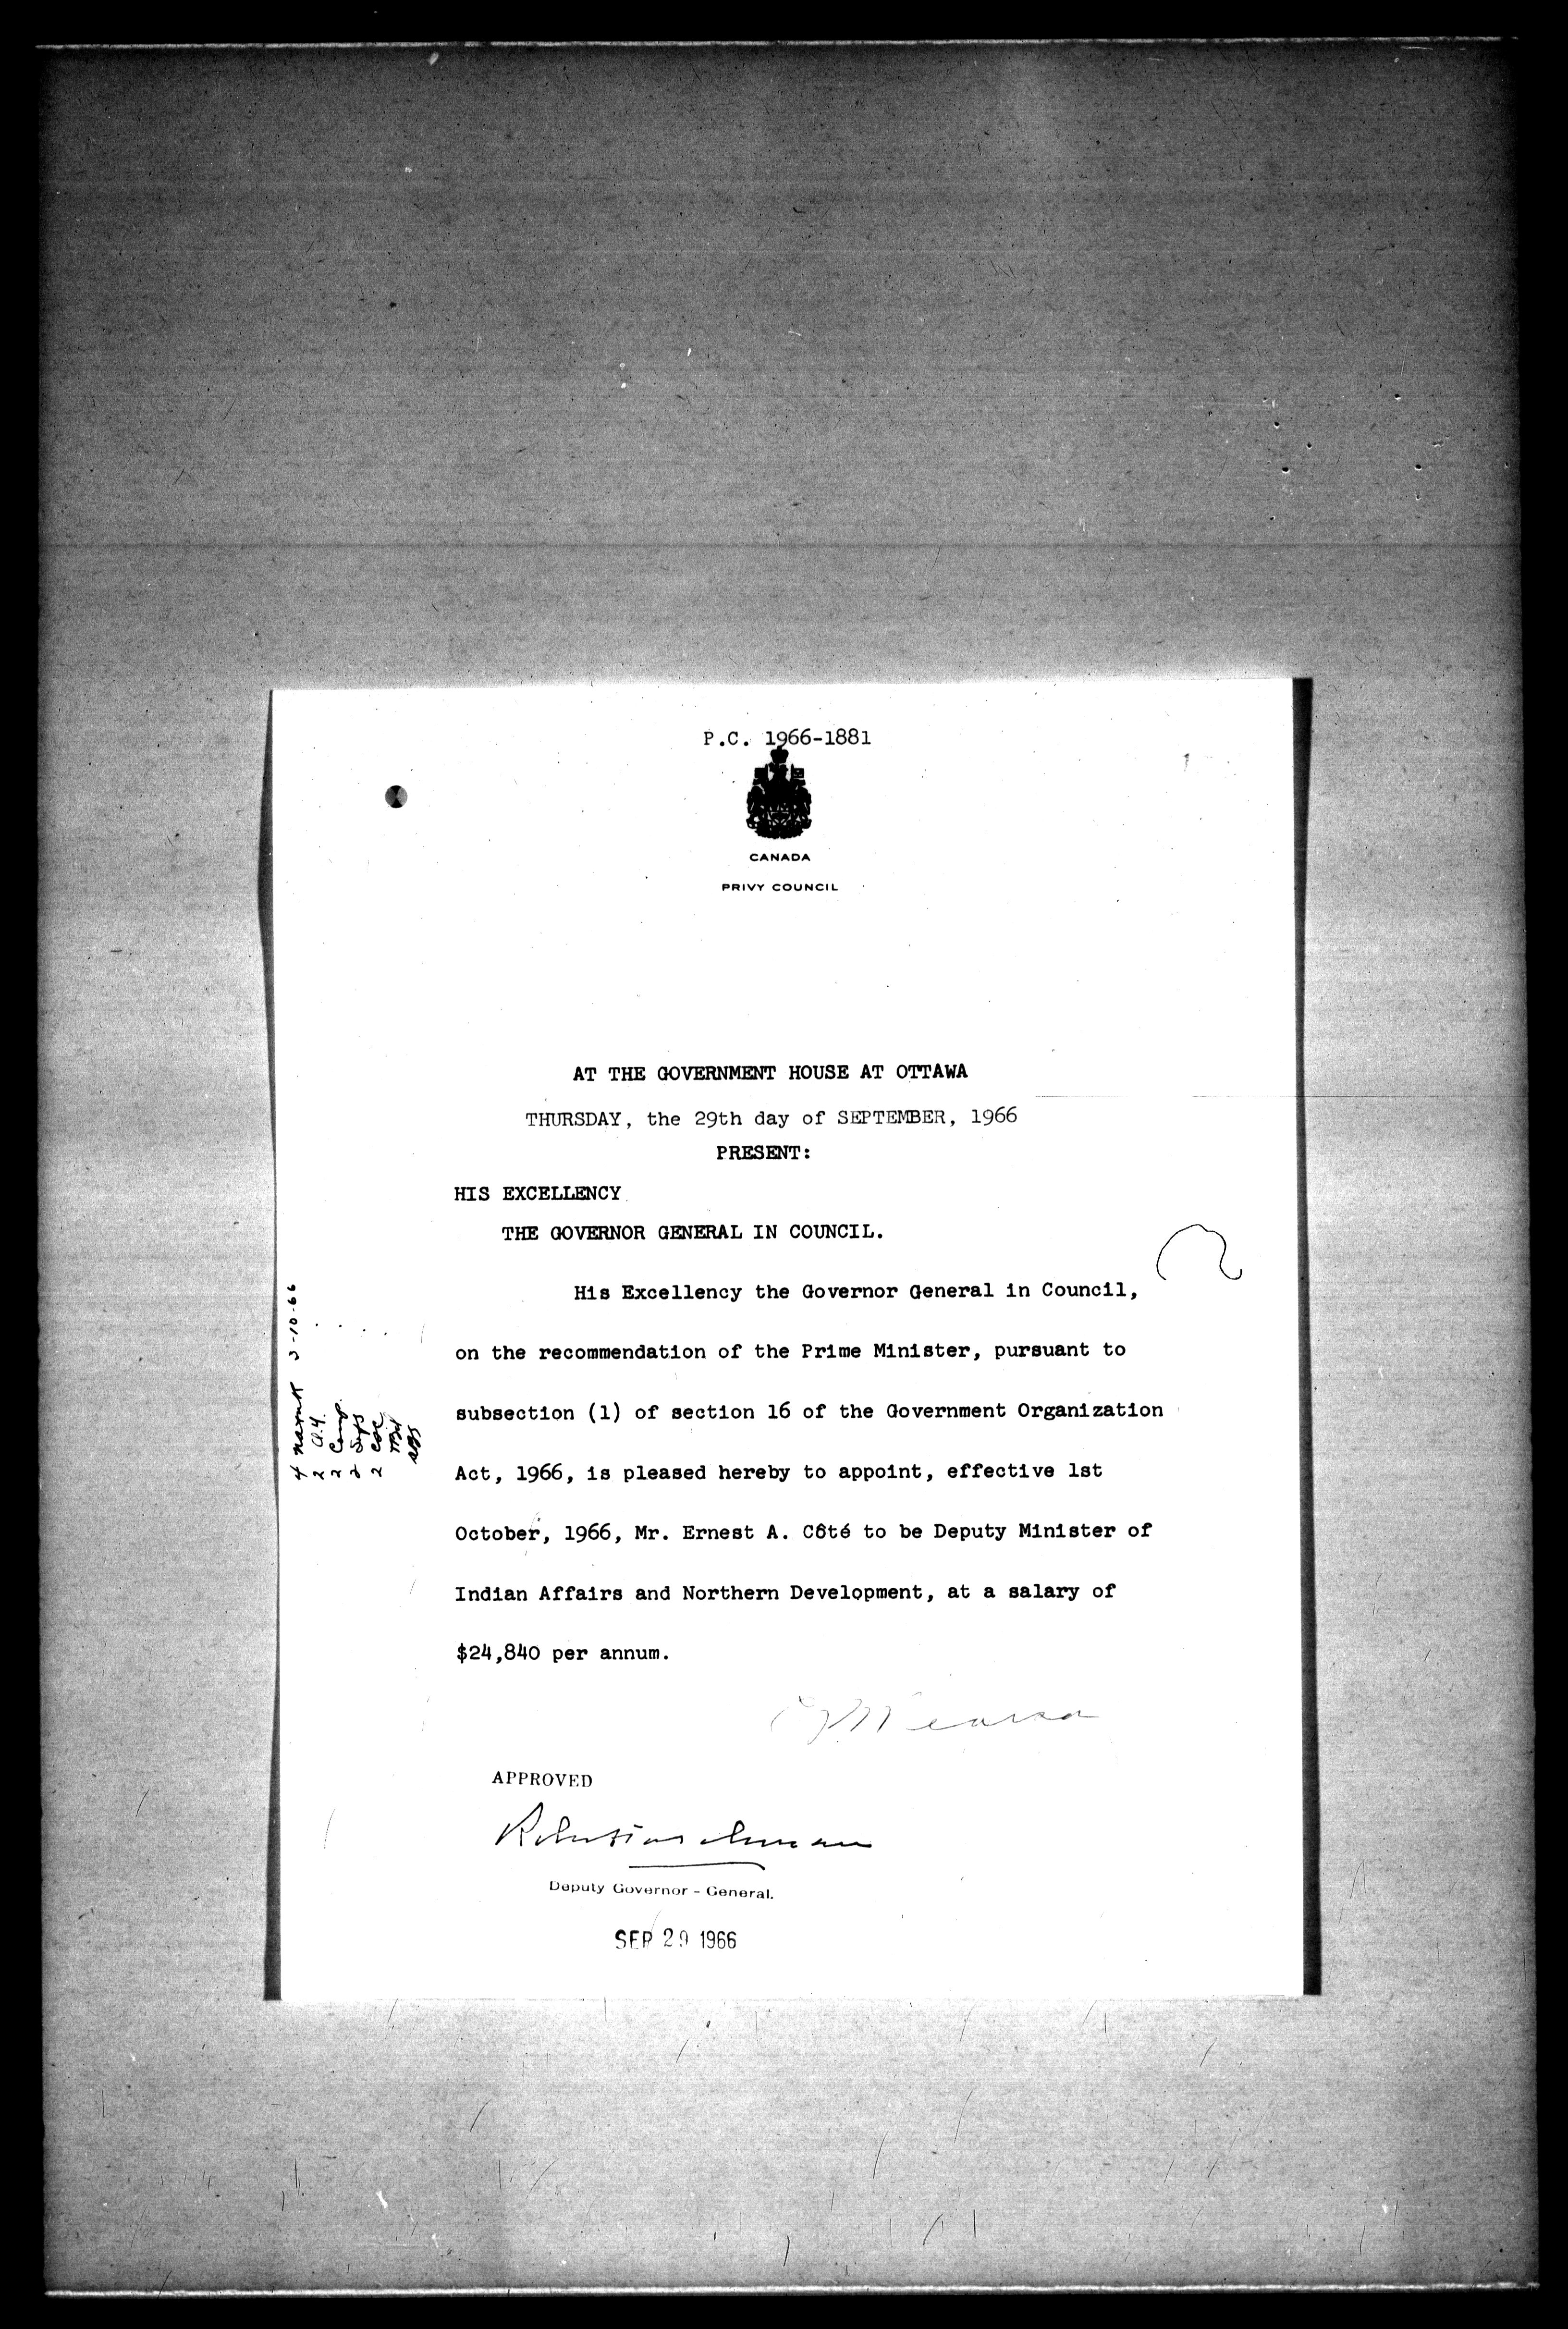 P.C. 1966-1881
CANADA
PRIVY COUNCIL
AT THE GOVERNMENT HOUSE AT OTTAWA
THURSDAY, the 29th day of SEPTEMBER, 1966
PRESENT:
HIS EXCELLENCY
THE GOVERNOR GENERAL IN COUNCIL.
His Excellency the Governor General in Council,
on the recommendation of the Prime Minister, pursuant to
subsection (1) of section 16 of the Government Organization
Act, 1966, is pleased hereby to appoint, effective 1st
October, 1966, Mr. Ernest A. Côté to be Deputy Minister of
Indian Affairs and Northern Development, at a salary of
$24,840 per annum.
APPROVED
Deputy Governor - General.
SEP 29 1966
3-10-66